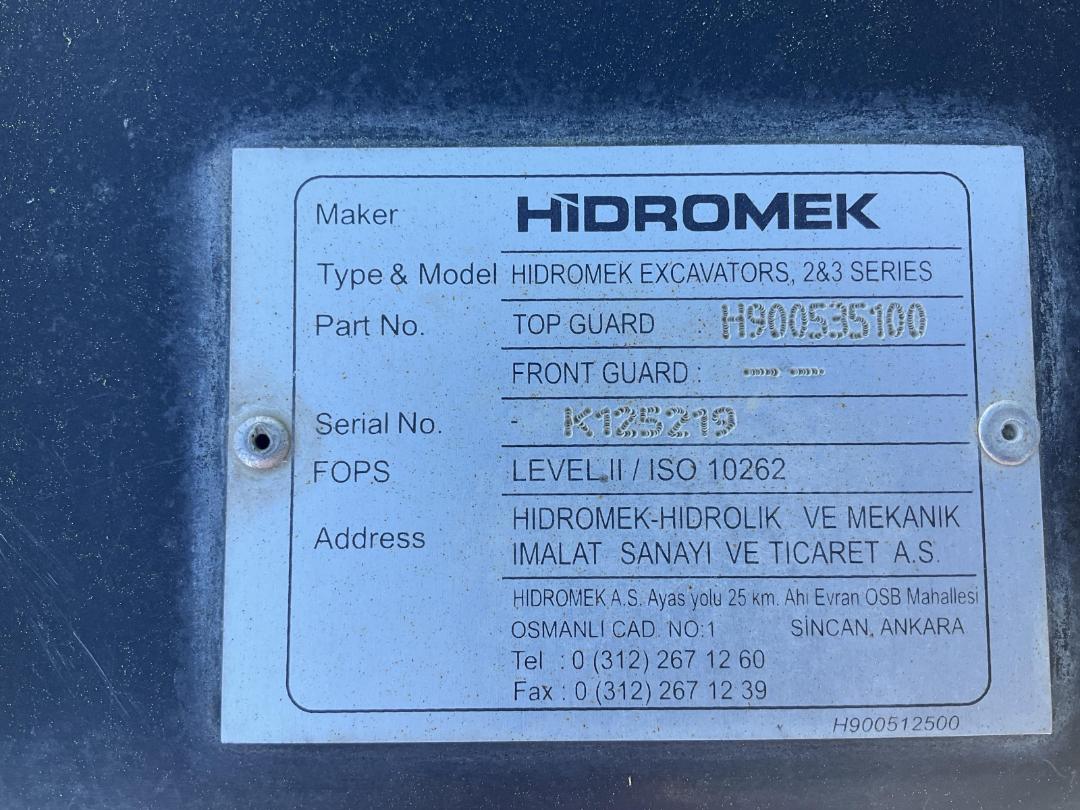 Maker HİDROMEK
Type & Model HIDROMEK EXCAVATORS, 2&3 SERIES
Part No. TOP GUARD : H900535100
FRONT GUARD : -- --
Serial No. - K125219
FOPS LEVEL II / ISO 10262
Address HIDROMEK-HIDROLIK VE MEKANIK
IMALAT SANAYI VE TICARET A.S.
HIDROMEK A.S. Ayas yolu 25 km. Ahi Evran OSB Mahallesi
OSMANLI CAD. NO:1 SİNCAN, ANKARA
Tel : 0 (312) 267 12 60
Fax : 0 (312) 267 12 39
H900512500